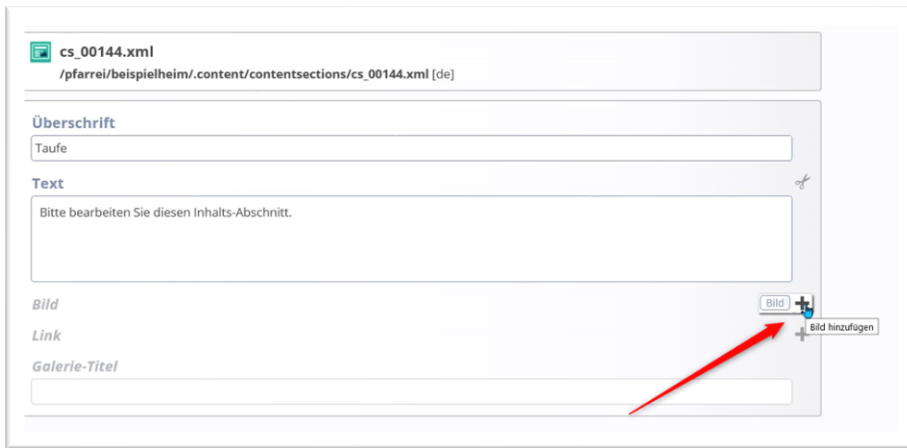 cs_00144.xml
/pfarrei/beispielheim/.content/contentsections/cs_00144.xml [de]
Überschrift
Taufe
Text
Bitte bearbeiten Sie diesen Inhalts-Abschnitt.
Bild
Bild
Bild hinzufügen
Link
Galerie-Titel